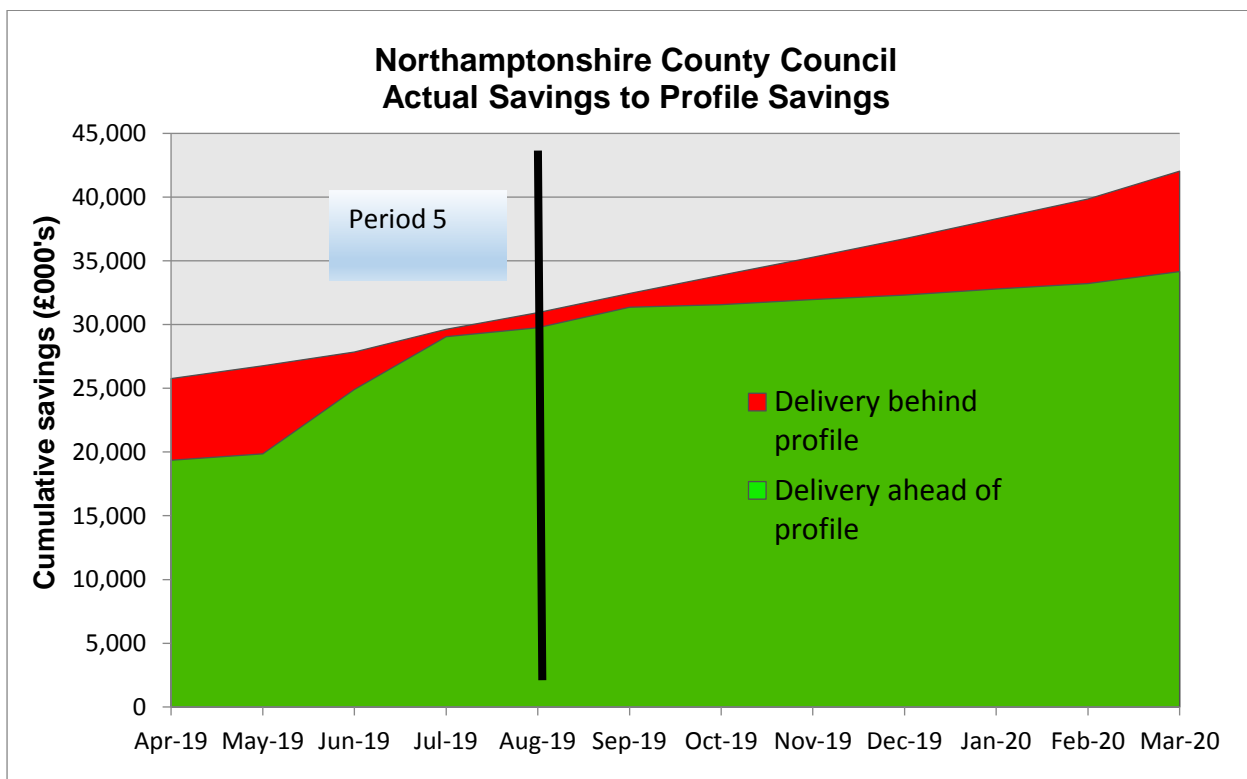 Northamptonshire County Council
Actual Savings to Profile Savings
Cumulative savings (£000's)
45,000
40,000
35,000
30,000
25,000
20,000
15,000
10,000
5,000
0
Period 5
Delivery behind
profile
Delivery ahead of
profile
Apr-19 May-19 Jun-19 Jul-19 Aug-19 Sep-19 Oct-19 Nov-19 Dec-19 Jan-20 Feb-20 Mar-20